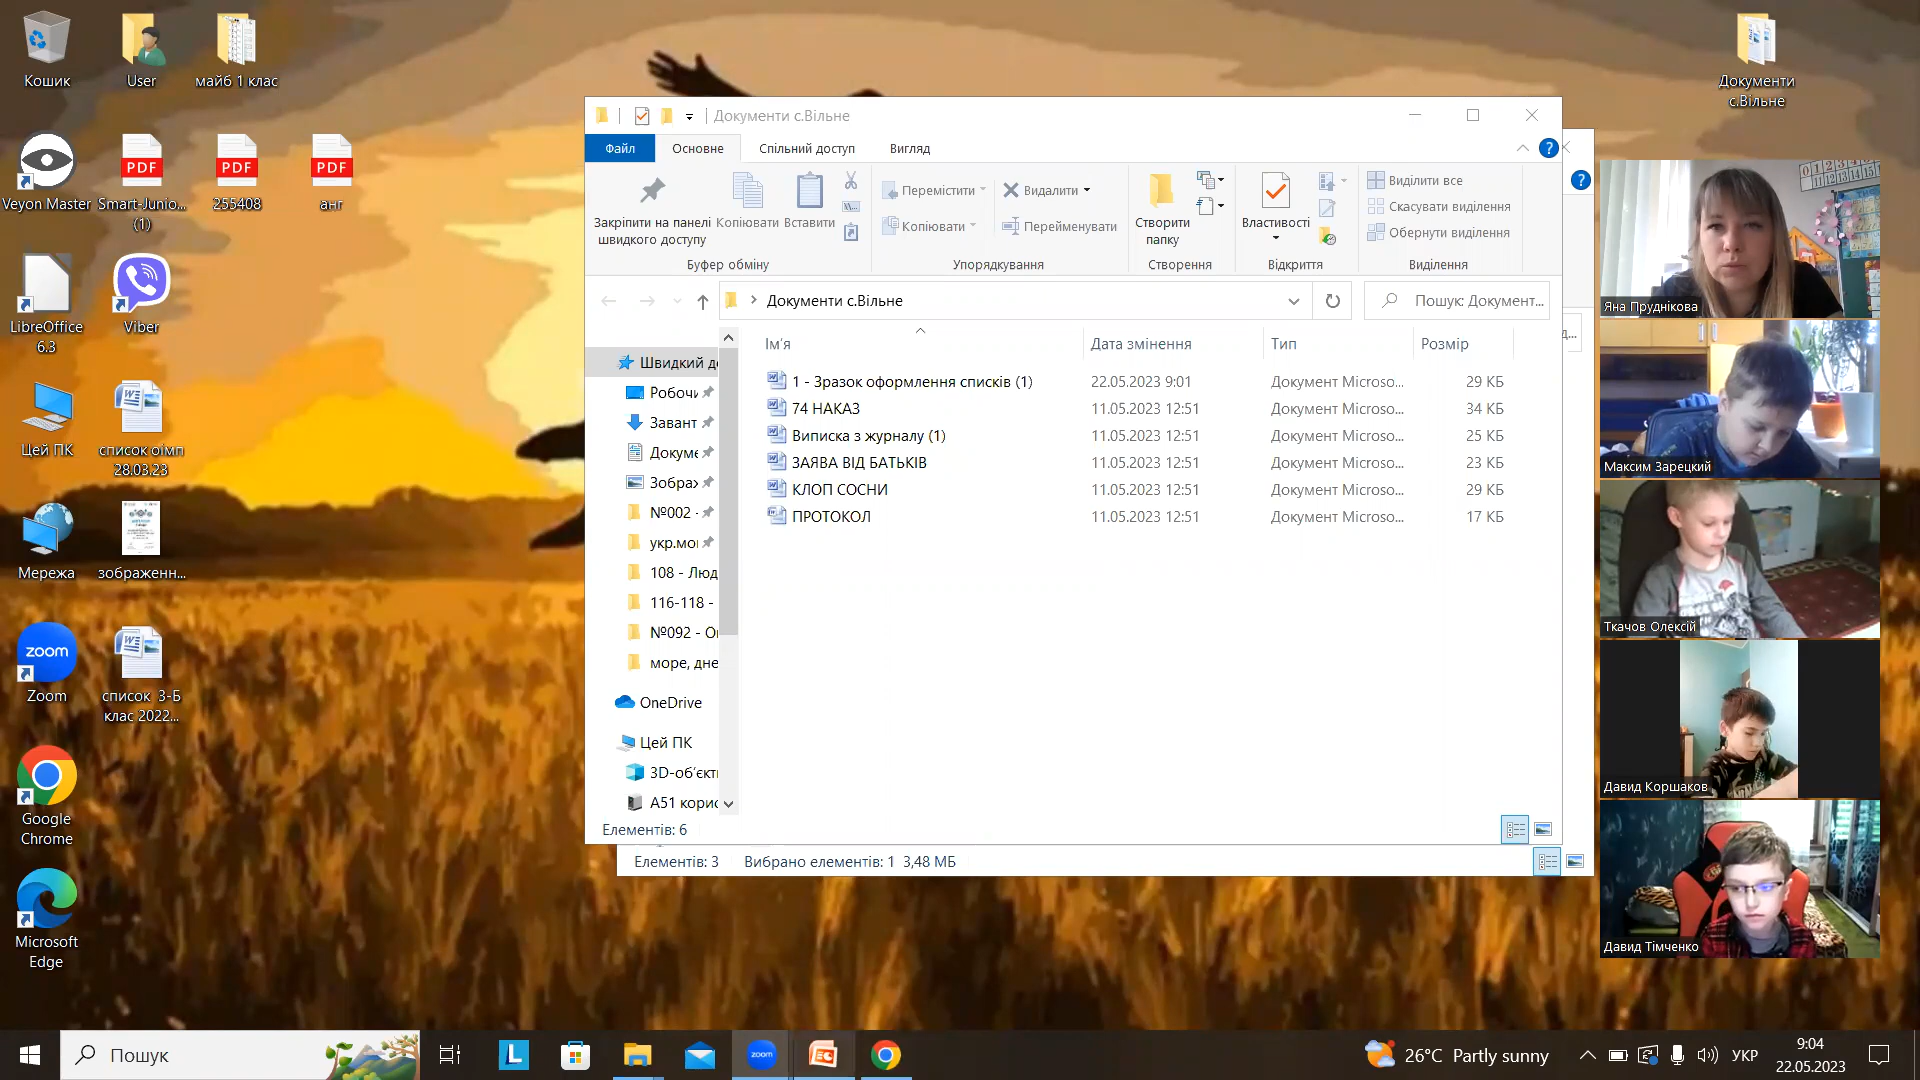 Кошик
User
майб 1 клас
Документи
с.Вільне
Veyon Master
Smart-Junio...
(1)
255408
анг
PDF
PDF
PDF
LibreOffice
6.3
Viber
Цей ПК
список оімп
28.03.23
Мережа
зображенн...
zoom
Zoom
список 3-Б
клас 2022...
Google
Chrome
Microsoft
Edge
Документи с.Вільне
Файл
Основне
Спільний доступ
Вигляд
Закріпити на панелі
швидкого доступу
Копіювати
Вставити
Буфер обміну
Перемістити
Копіювати
Видалити
Перейменувати
Упорядкування
Створити
папку
Створення
Властивості
Відкриття
Виділити все
Скасувати виділення
Обернути виділення
Виділення
Документи с.Вільне
Пошук: Документ...
Ім'я
Дата змінення
Тип
Розмір
1 - Зразок оформлення списків (1) 22.05.2023 9:01 Документ Microso... 29 КБ
74 НАКАЗ 11.05.2023 12:51 Документ Microso... 34 КБ
Виписка з журналу (1) 11.05.2023 12:51 Документ Microso... 25 КБ
ЗАЯВА ВІД БАТЬКІВ 11.05.2023 12:51 Документ Microso... 23 КБ
КЛОП СОСНИ 11.05.2023 12:51 Документ Microso... 29 КБ
ПРОТОКОЛ 11.05.2023 12:51 Документ Microso... 17 КБ
Швидкий д
Робочи
Завант
Докуме
Зображ
№002 -
укр.мо
108 - Люд
116-118 -
№092 - О
море, дне
OneDrive
Цей ПК
3D-об'єкт
A51 корис
Елементів: 6
Елементів: 3 Вибрано елементів: 1 3,48 МБ
Яна Пруднікова
Максим Зарецкий
Ткачов Олексій
Давид Коршаков
Давид Тімченко
Пошук
L
zoom
26°C Partly sunny
УКР
9:04
22.05.2023